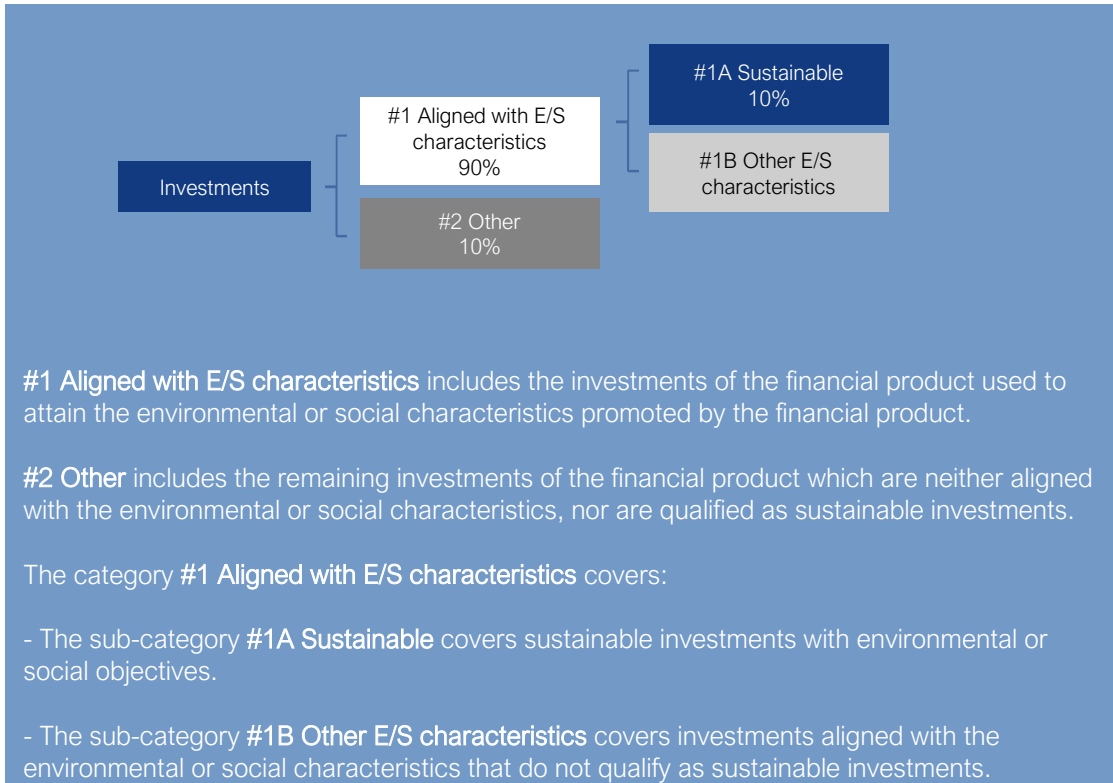 #1A Sustainable
10%
#1 Aligned with E/S
characteristics
90%
#1B Other E/S
characteristics
Investments
#2 Other
10%
#1 Aligned with E/S characteristics includes the investments of the financial product used to
attain the environmental or social characteristics promoted by the financial product.
#2 Other includes the remaining investments of the financial product which are neither aligned
with the environmental or social characteristics, nor are qualified as sustainable investments.
The category #1 Aligned with E/S characteristics covers:
- The sub-category #1A Sustainable covers sustainable investments with environmental or
social objectives.
- The sub-category #1B Other E/S characteristics covers investments aligned with the
environmental or social characteristics that do not qualify as sustainable investments.